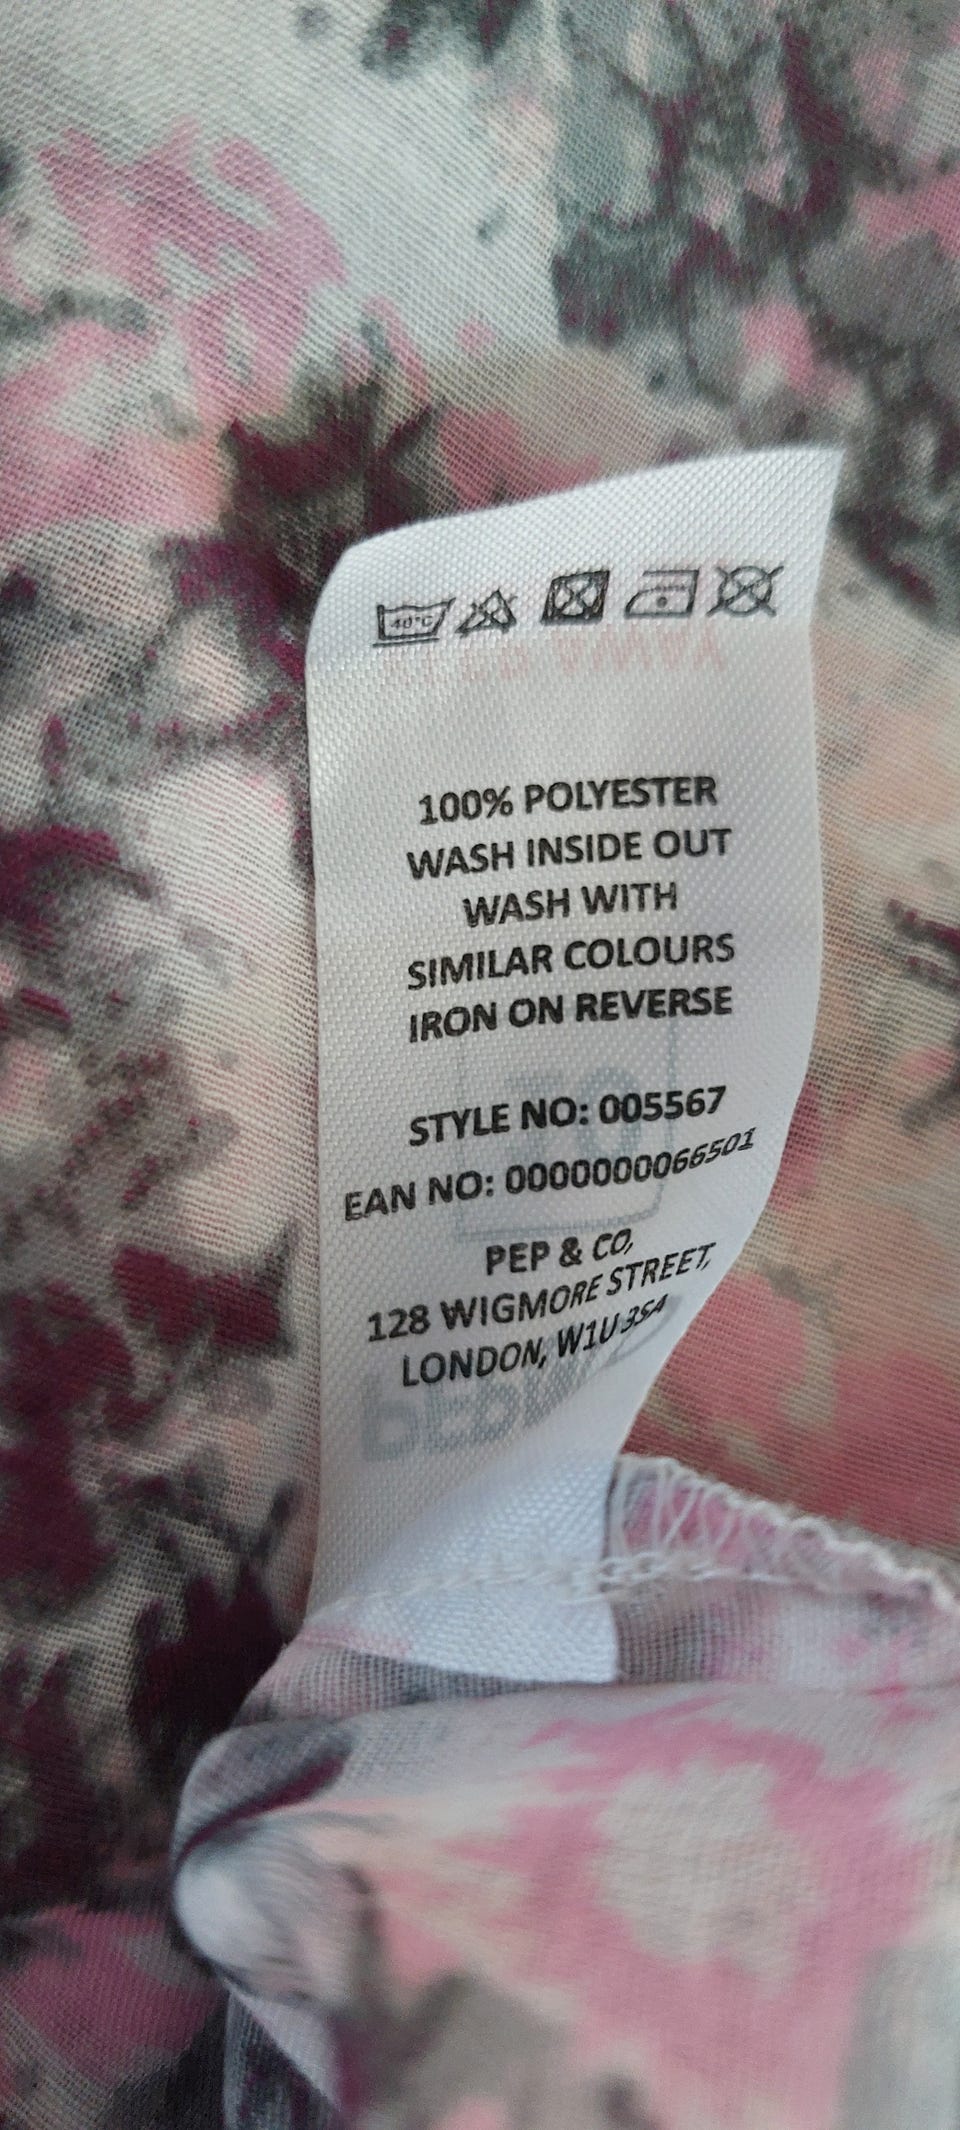 40°C
100% POLYESTER
WASH INSIDE OUT
WASH WITH
SIMILAR COLOURS
IRON ON REVERSE
STYLE NO: 005567
EAN NO: 0000000066501
PEP & CO,
128 WIGMORE STREET,
LONDON, W1U 3SA